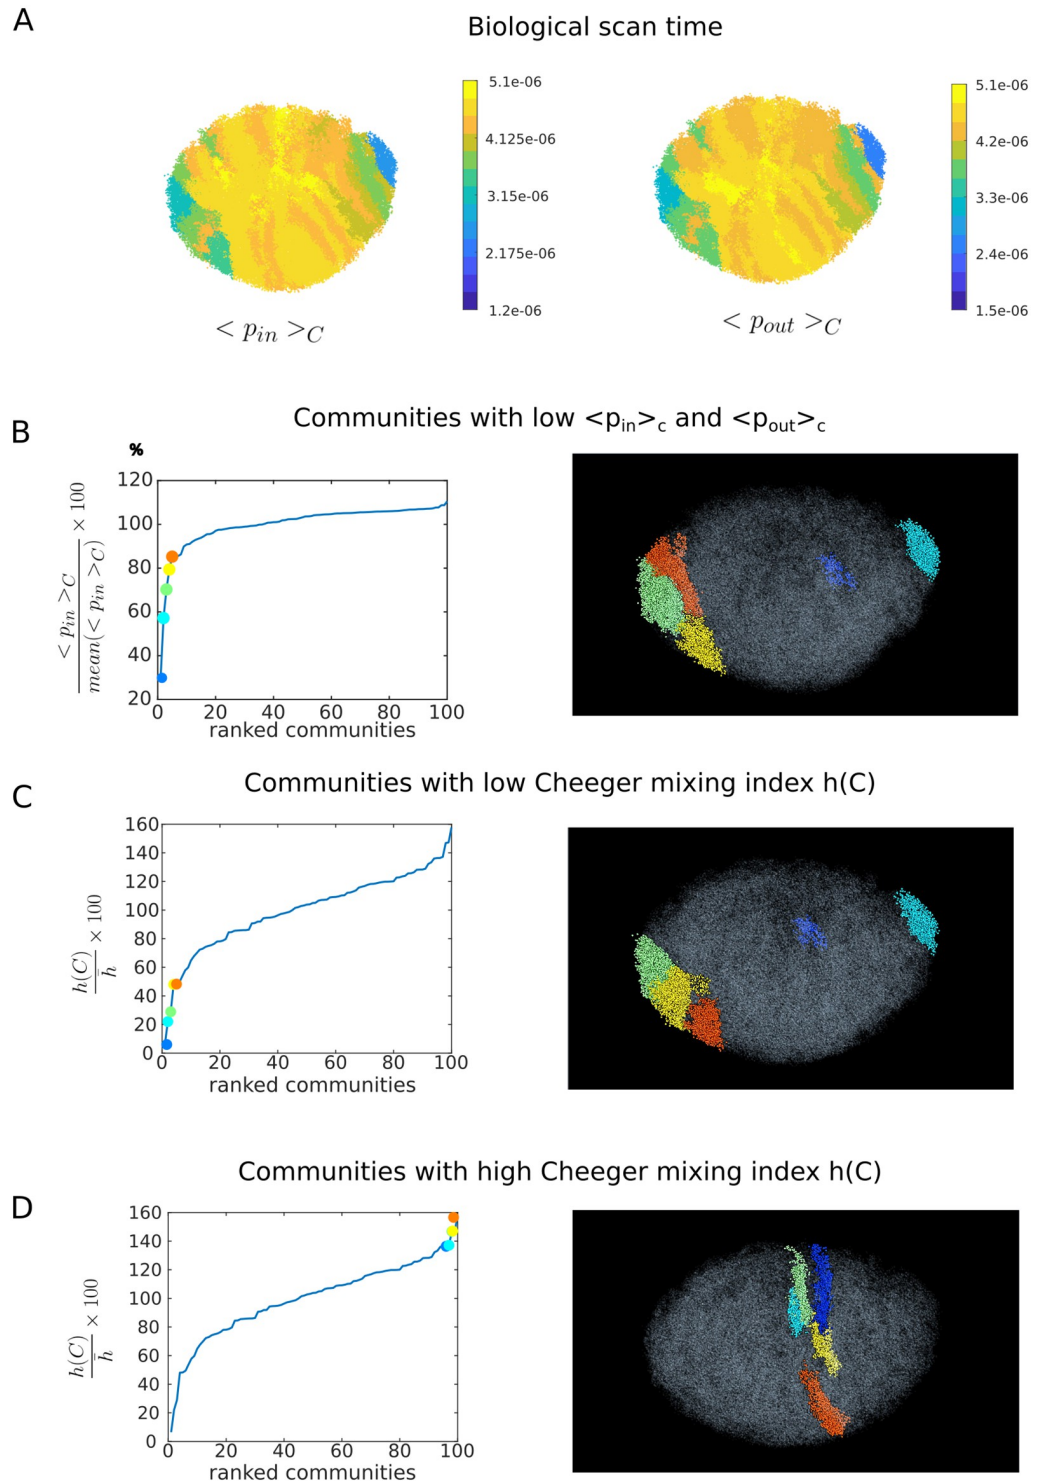 A
Biological scan time
5.1e-06
4.125e-06
3.15e-06
2.175e-06
1.2e-06
5.1e-06
4.2e-06
3.3e-06
2.4e-06
1.5e-06
< p_in >_C
< p_out >_C
B
Communities with low <p_in>_c and <p_out>_c
%
< p_in >_C / mean(< p_in >_C) × 100
120
100
80
60
40
20
0 20 40 60 80 100
ranked communities
C
Communities with low Cheeger mixing index h(C)
h(C) / h̄ × 100
160
140
120
100
80
60
40
20
0
0 20 40 60 80 100
ranked communities
D
Communities with high Cheeger mixing index h(C)
h(C) / h̄ × 100
160
140
120
100
80
60
40
20
0
0 20 40 60 80 100
ranked communities